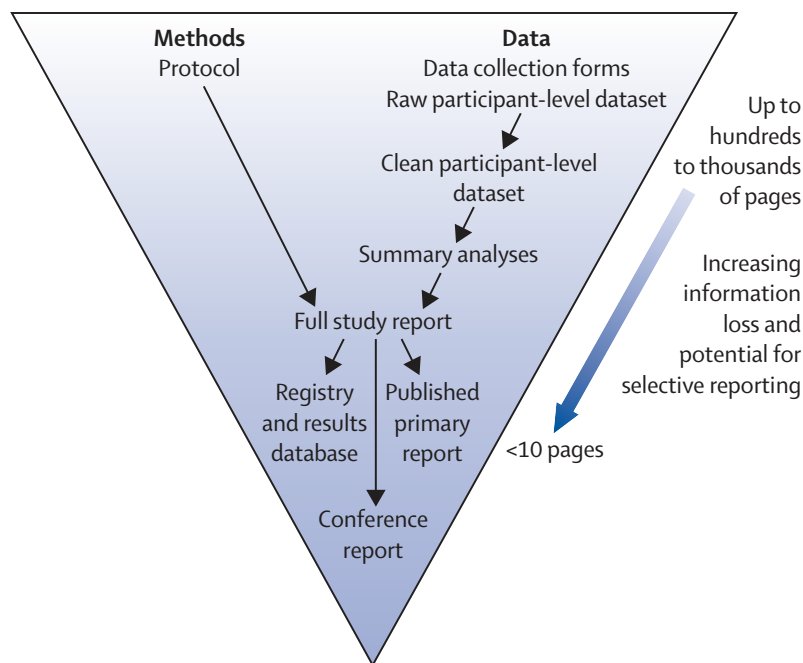 Methods
Protocol
Data
Data collection forms
Raw participant-level dataset
Clean participant-level
dataset
Summary analyses
Full study report
Registry
and results
database
Published
primary
report
Conference
report
Up to
hundreds
to thousands
of pages
Increasing
information
loss and
potential for
selective reporting
<10 pages